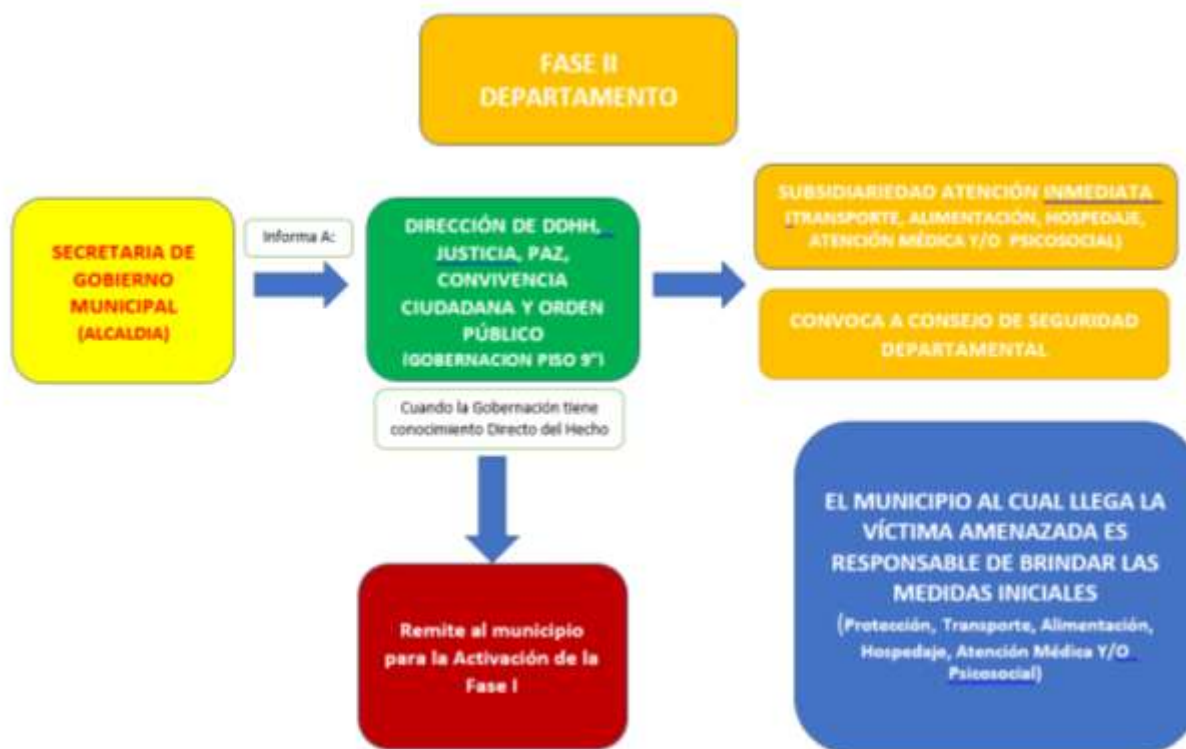 FASE II
DEPARTAMENTO
SECRETARIA DE
GOBIERNO
MUNICIPAL
(ALCALDIA)
Informa A:
DIRECCIÓN DE DDHH,
JUSTICIA, PAZ,
CONVIVENCIA
CIUDADANA Y ORDEN
PÚBLICO
(GOBERNACION PISO 9°)
SUBSIDIARIEDAD ATENCIÓN INMEDIATA
(TRANSPORTE, ALIMENTACIÓN, HOSPEDAJE,
ATENCIÓN MÉDICA Y/O PSICOSOCIAL)
CONVOCA A CONSEJO DE SEGURIDAD
DEPARTAMENTAL
Cuando la Gobernación tiene
conocimiento Directo del Hecho
Remite al municipio
para la Activación de la
Fase I
EL MUNICIPIO AL CUAL LLEGA LA
VÍCTIMA AMENAZADA ES
RESPONSABLE DE BRINDAR LAS
MEDIDAS INICIALES
(Protección, Transporte, Alimentación,
Hospedaje, Atención Médica Y/O
Psicosocial)